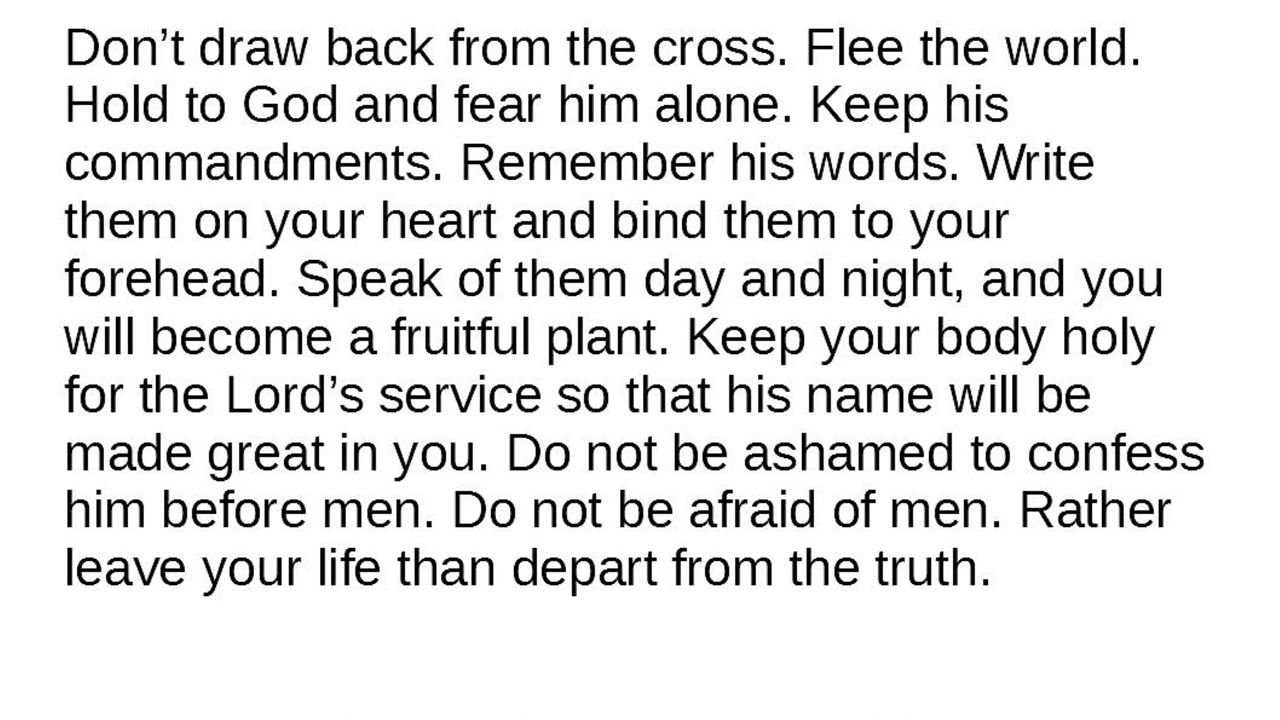 Don’t draw back from the cross. Flee the world.
Hold to God and fear him alone. Keep his
commandments. Remember his words. Write
them on your heart and bind them to your
forehead. Speak of them day and night, and you
will become a fruitful plant. Keep your body holy
for the Lord’s service so that his name will be
made great in you. Do not be ashamed to confess
him before men. Do not be afraid of men. Rather
leave your life than depart from the truth.